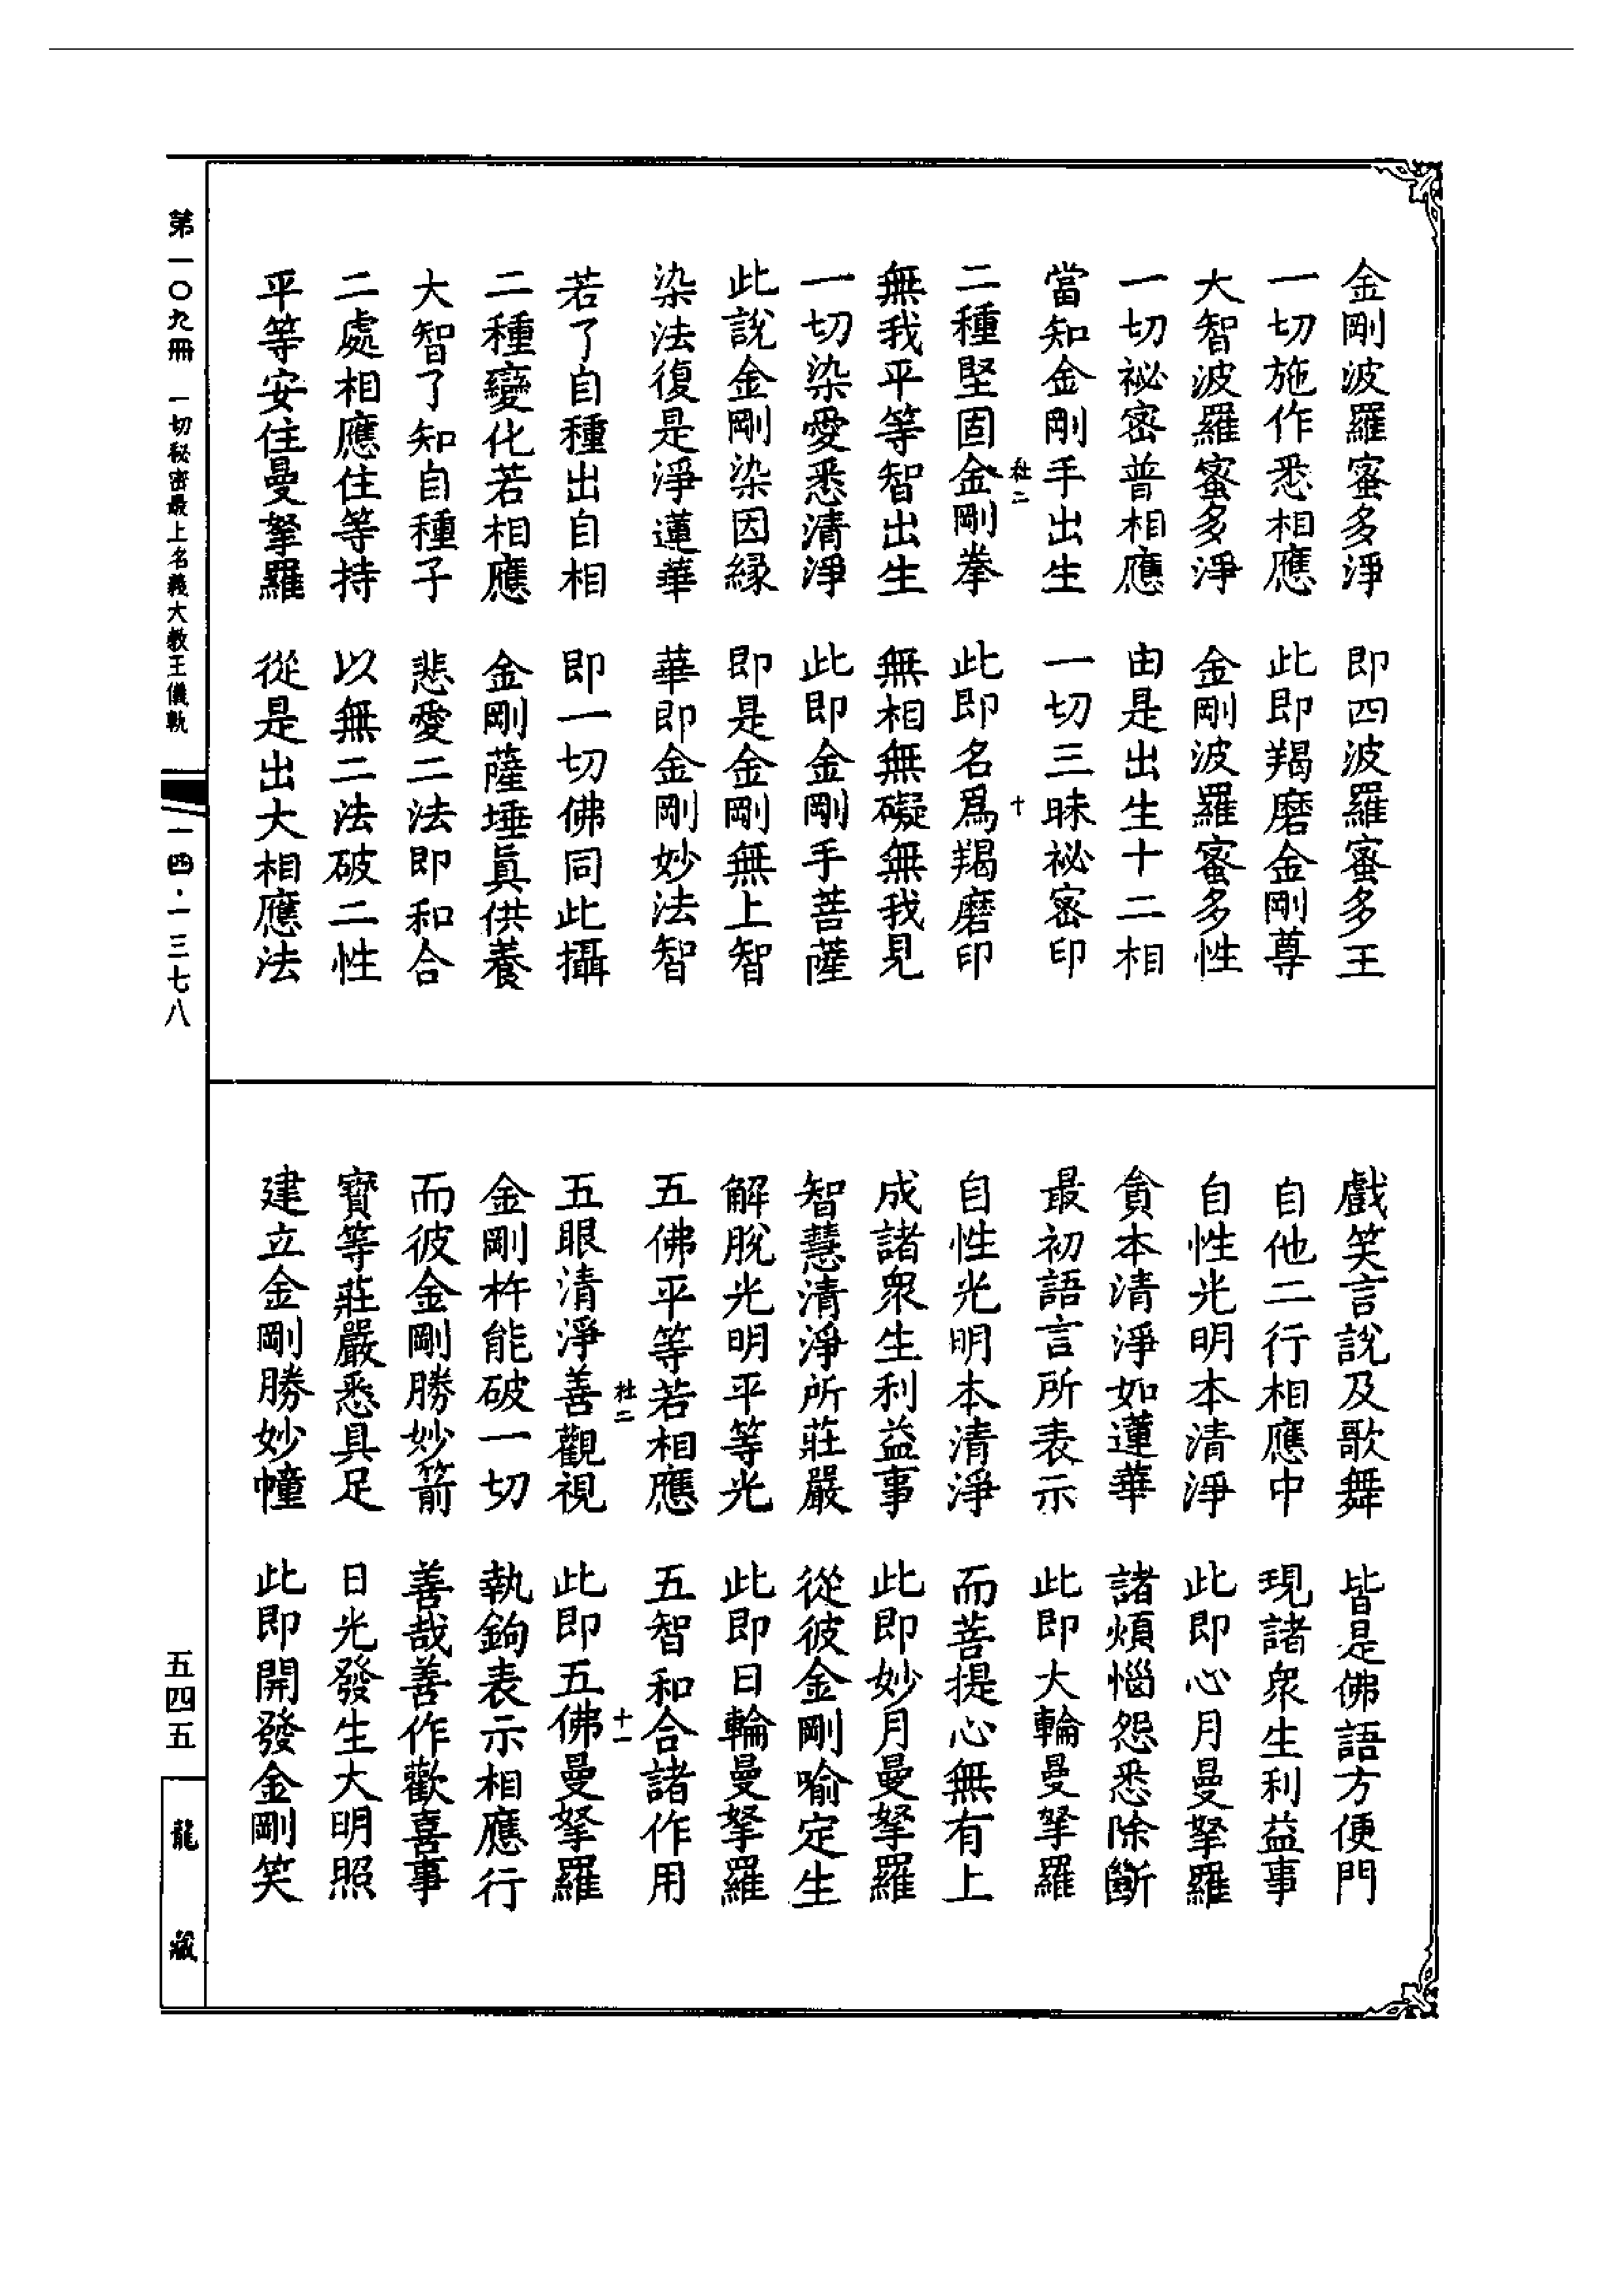 金剛波羅蜜多淨　即四波羅蜜多王
一切施作悉相應　此即羯磨金剛尊
大智波羅蜜多淨　金剛波羅蜜多性
一切祕密普相應　由是出生十二相
當知金剛手出生　一切三昧祕密印
杜二　十
二種堅固金剛拳　此即名爲羯磨印
無我平等智出生　無相無礙無我見
一切染愛悉清淨　此即金剛手菩薩
此說金剛染因緣　即是金剛無上智
染法復是淨蓮華　華即金剛妙法智
若了自種出自相　即一切佛同此攝
二種變化若相應　金剛薩埵眞供養
大智了知自種子　悲愛二法即和合
二處相應住等持　以無二法破二性
平等安住曼拏羅　從是出大相應法
戲笑言說及歌舞　皆是佛語方便門
自他二行相應中　現諸衆生利益事
自性光明本清淨　此即心月曼拏羅
貪本清淨如蓮華　諸煩惱怨悉除斷
最初語言所表示　此即大輪曼拏羅
自性光明本清淨　而菩提心無有上
成諸衆生利益事　此即妙月曼拏羅
智慧清淨所莊嚴　從彼金剛喻定生
解脫光明平等光　此即日輪曼拏羅
五佛平等若相應　五智和合諸作用
杜二　十一
五眼清淨善觀視　此即五佛曼拏羅
金剛杵能破一切　執鉤表示相應行
而彼金剛勝妙箭　善哉善作歡喜事
寶等莊嚴悉具足　日光發生大明照
建立金剛勝妙幢　此即開發金剛笑
第一〇九冊　一切秘密最上名義大教王儀軌
一四·一三七八
五四五
龍藏